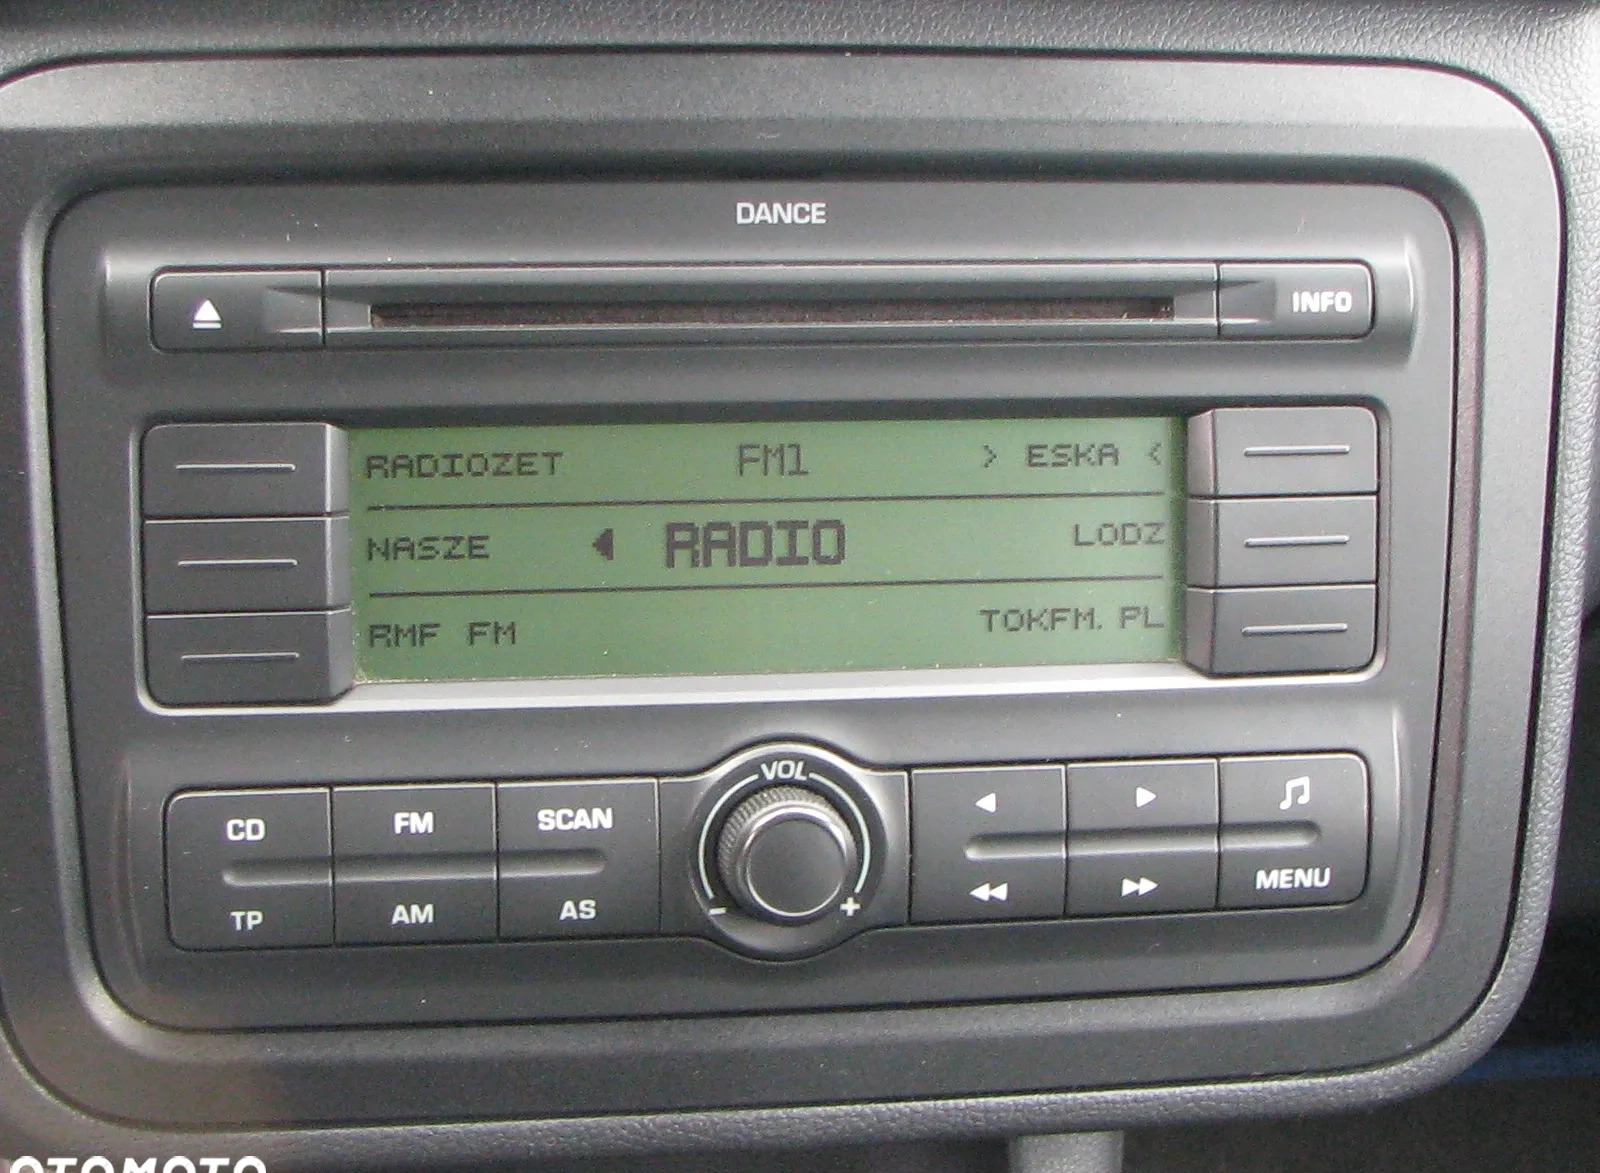 DANCE
INFO
RADIOZET FM1 > ESKA <
NASZE RADIO LODZ
RMF FM TOKFM.PL
VOL
CD FM SCAN
MENU
TP AM AS
- +
OTOMOTO